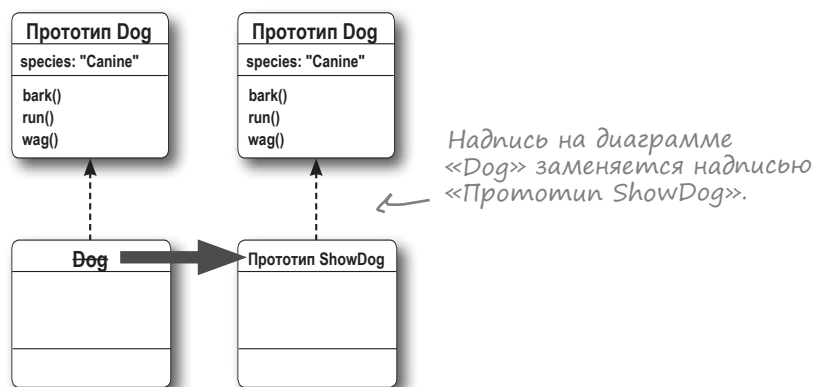 Прототип Dog
species: "Canine"
bark()
run()
wag()
Прототип Dog
species: "Canine"
bark()
run()
wag()
Надпись на диаграмме
«Dog» заменяется надписью
«Прототип ShowDog».
Dog
Прототип ShowDog